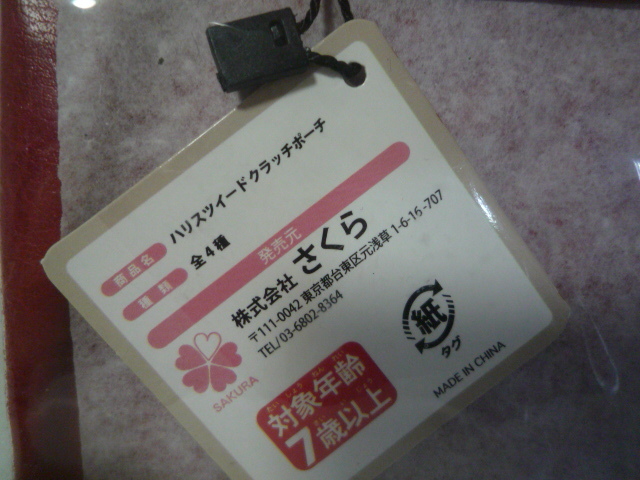 商品名 ハリスツイードクラッチポーチ
種類 全4種
発売元
株式会社 さくら
〒111-0042 東京都台東区元浅草1-6-16-707
TEL/03-6802-8364
SAKURA
紙
タグ
対象年齢
7歳以上
MADE IN CHINA